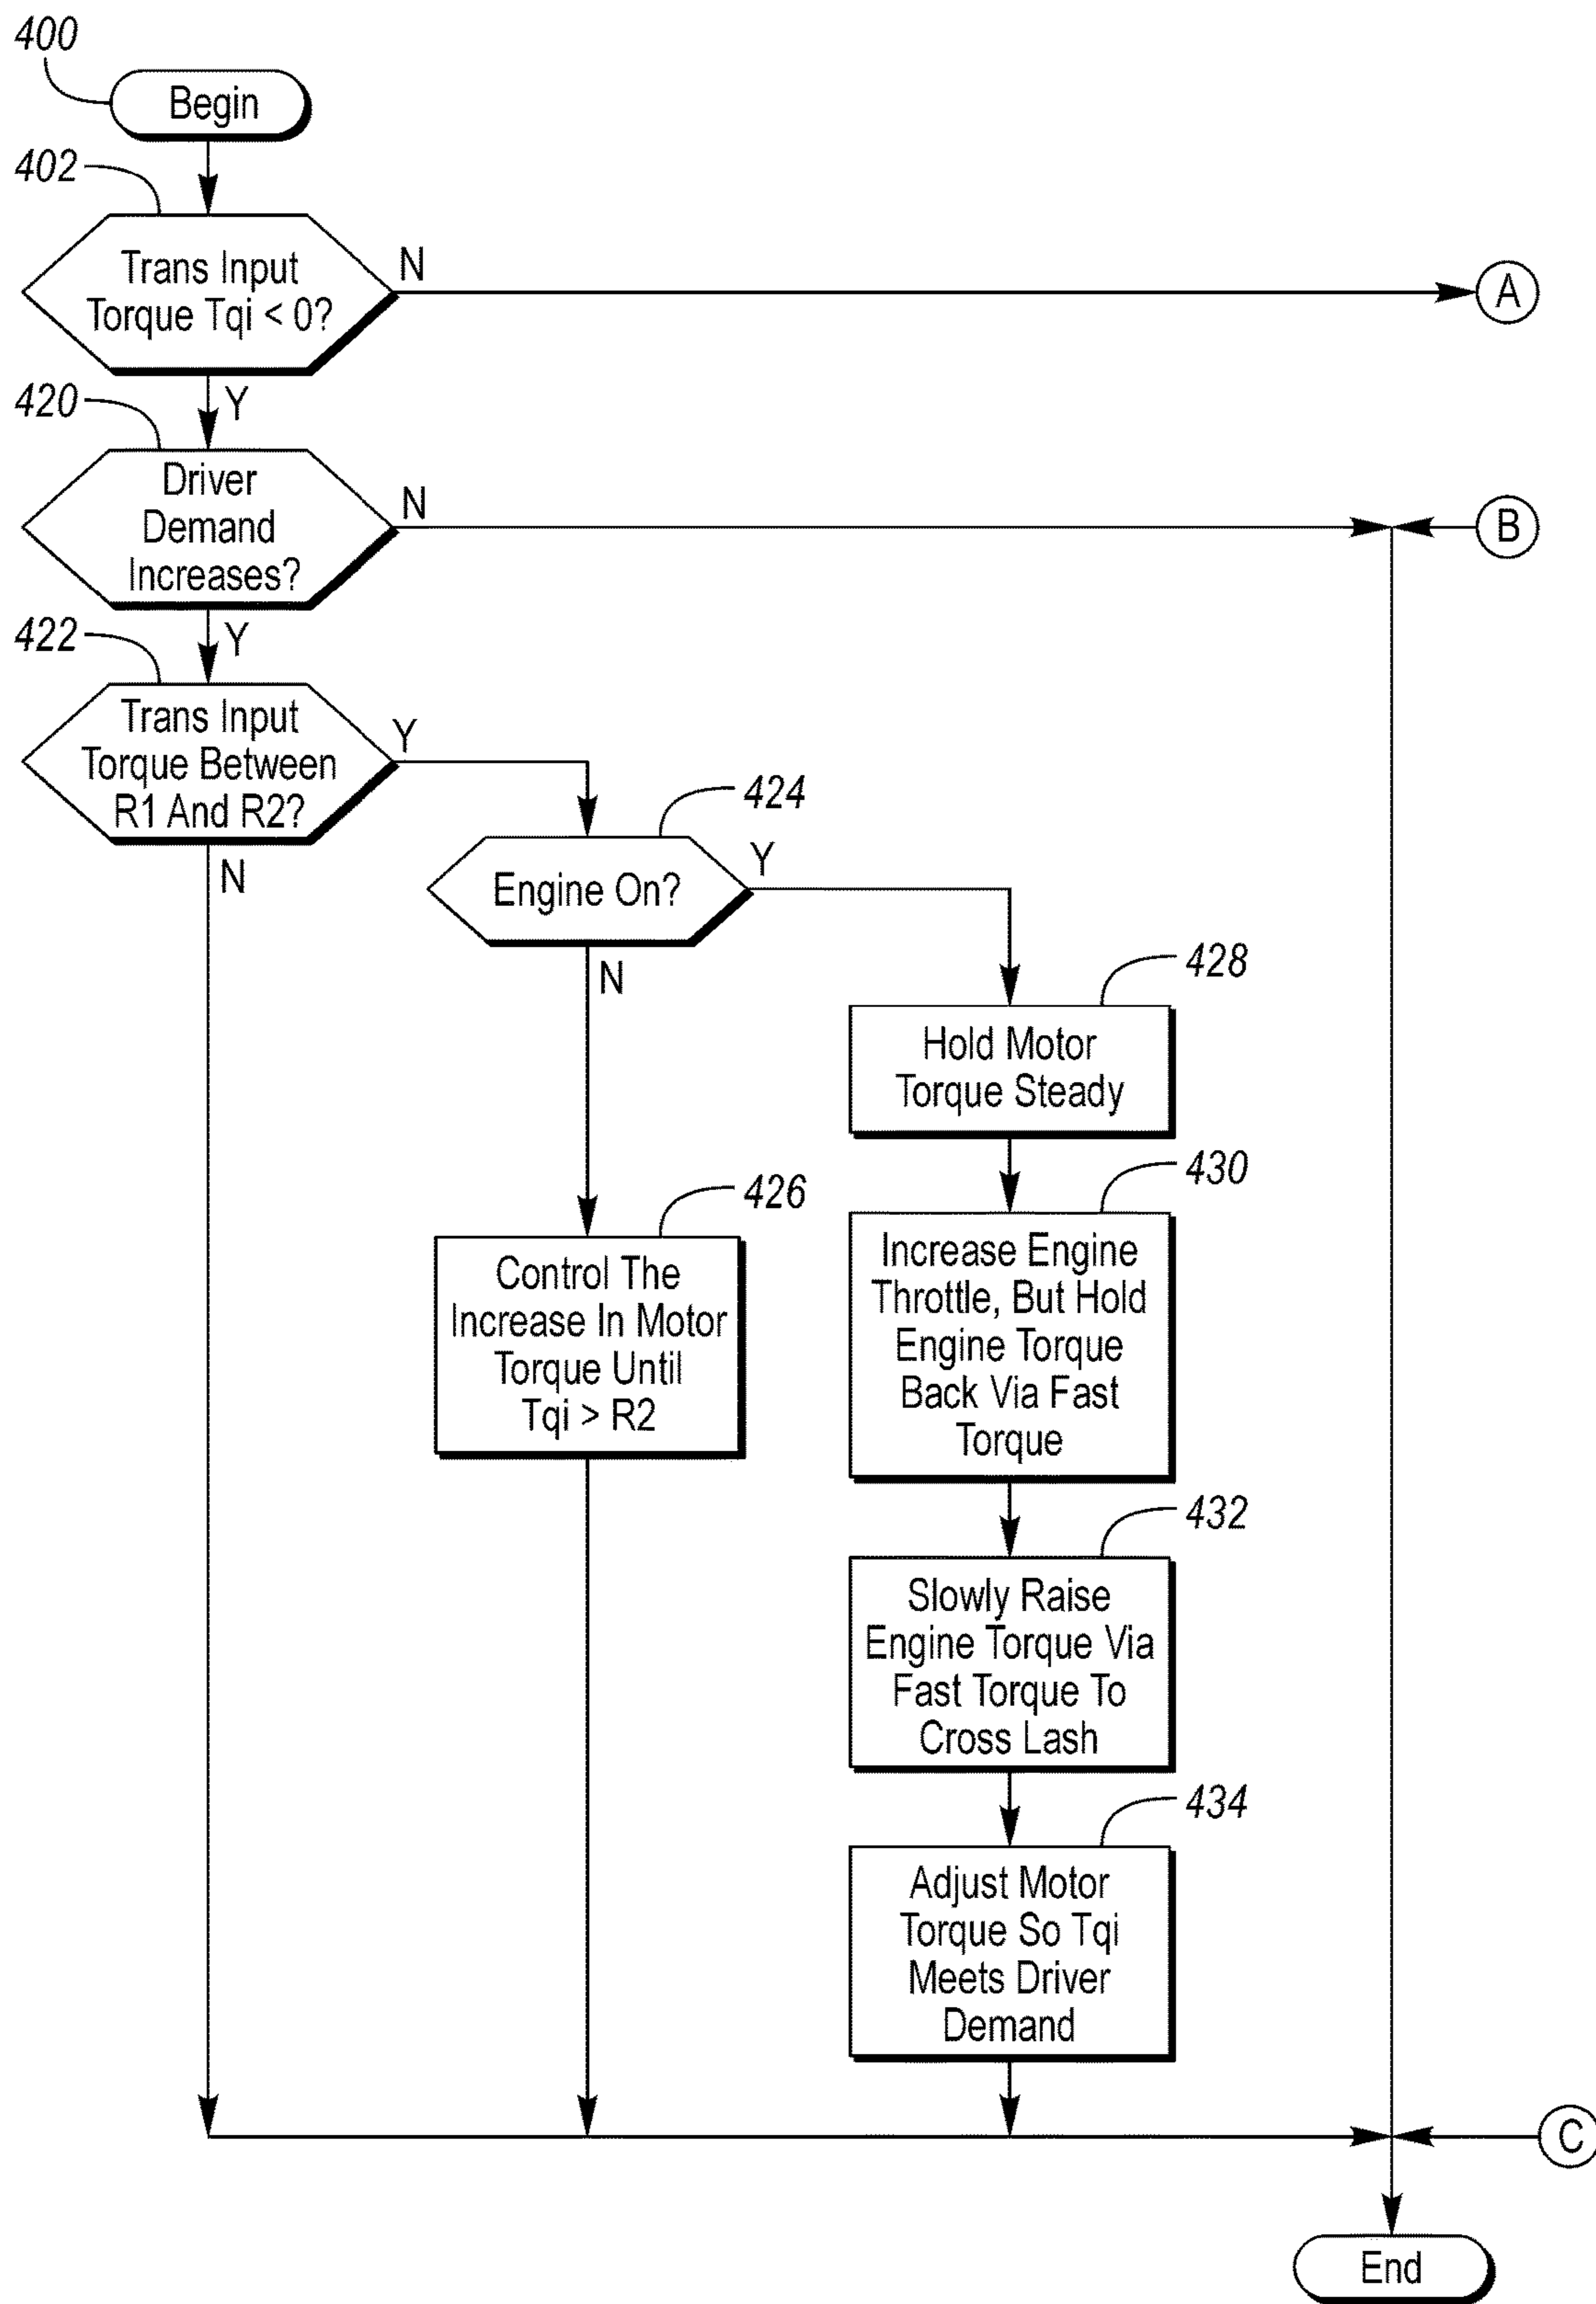 400
Begin
402
Trans Input
Torque Tqi < 0?
N
A
Y
420
Driver
Demand
Increases?
N
B
Y
422
Trans Input
Torque Between
R1 And R2?
Y
N
424
Engine On?
Y
N
428
Hold Motor
Torque Steady
430
Increase Engine
Throttle, But Hold
Engine Torque
Back Via Fast
Torque
426
Control The
Increase In Motor
Torque Until
Tqi > R2
432
Slowly Raise
Engine Torque Via
Fast Torque To
Cross Lash
434
Adjust Motor
Torque So Tqi
Meets Driver
Demand
C
End